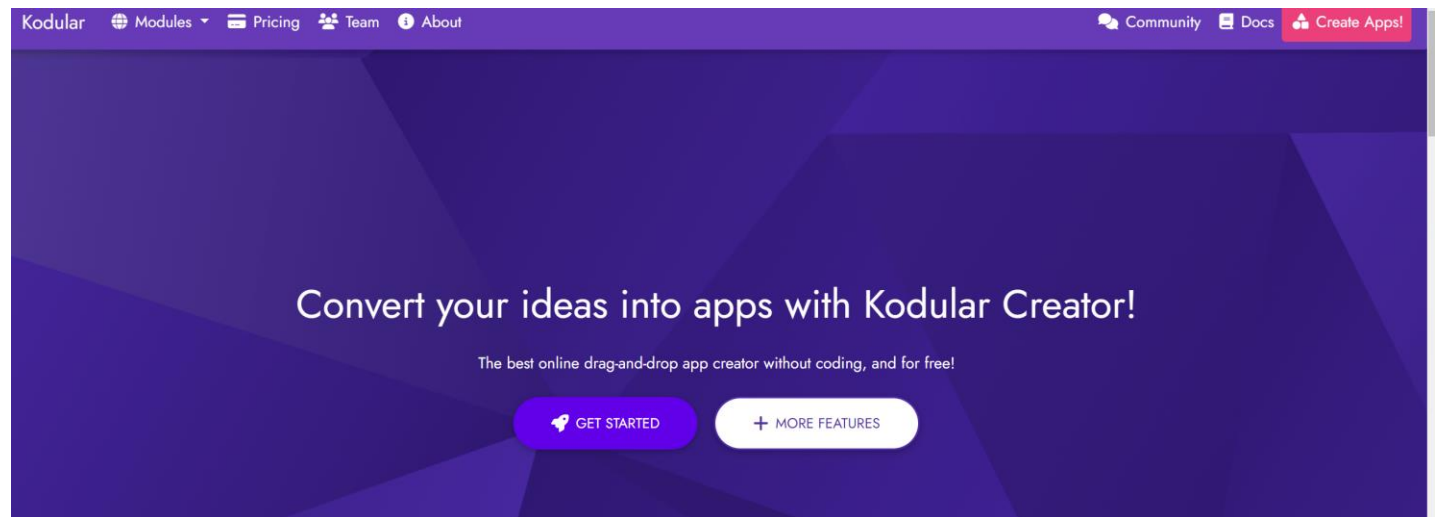 Kodular Modules Pricing Team About Community Docs Create Apps!
Convert your ideas into apps with Kodular Creator!
The best online drag-and-drop app creator without coding, and for free!
GET STARTED MORE FEATURES